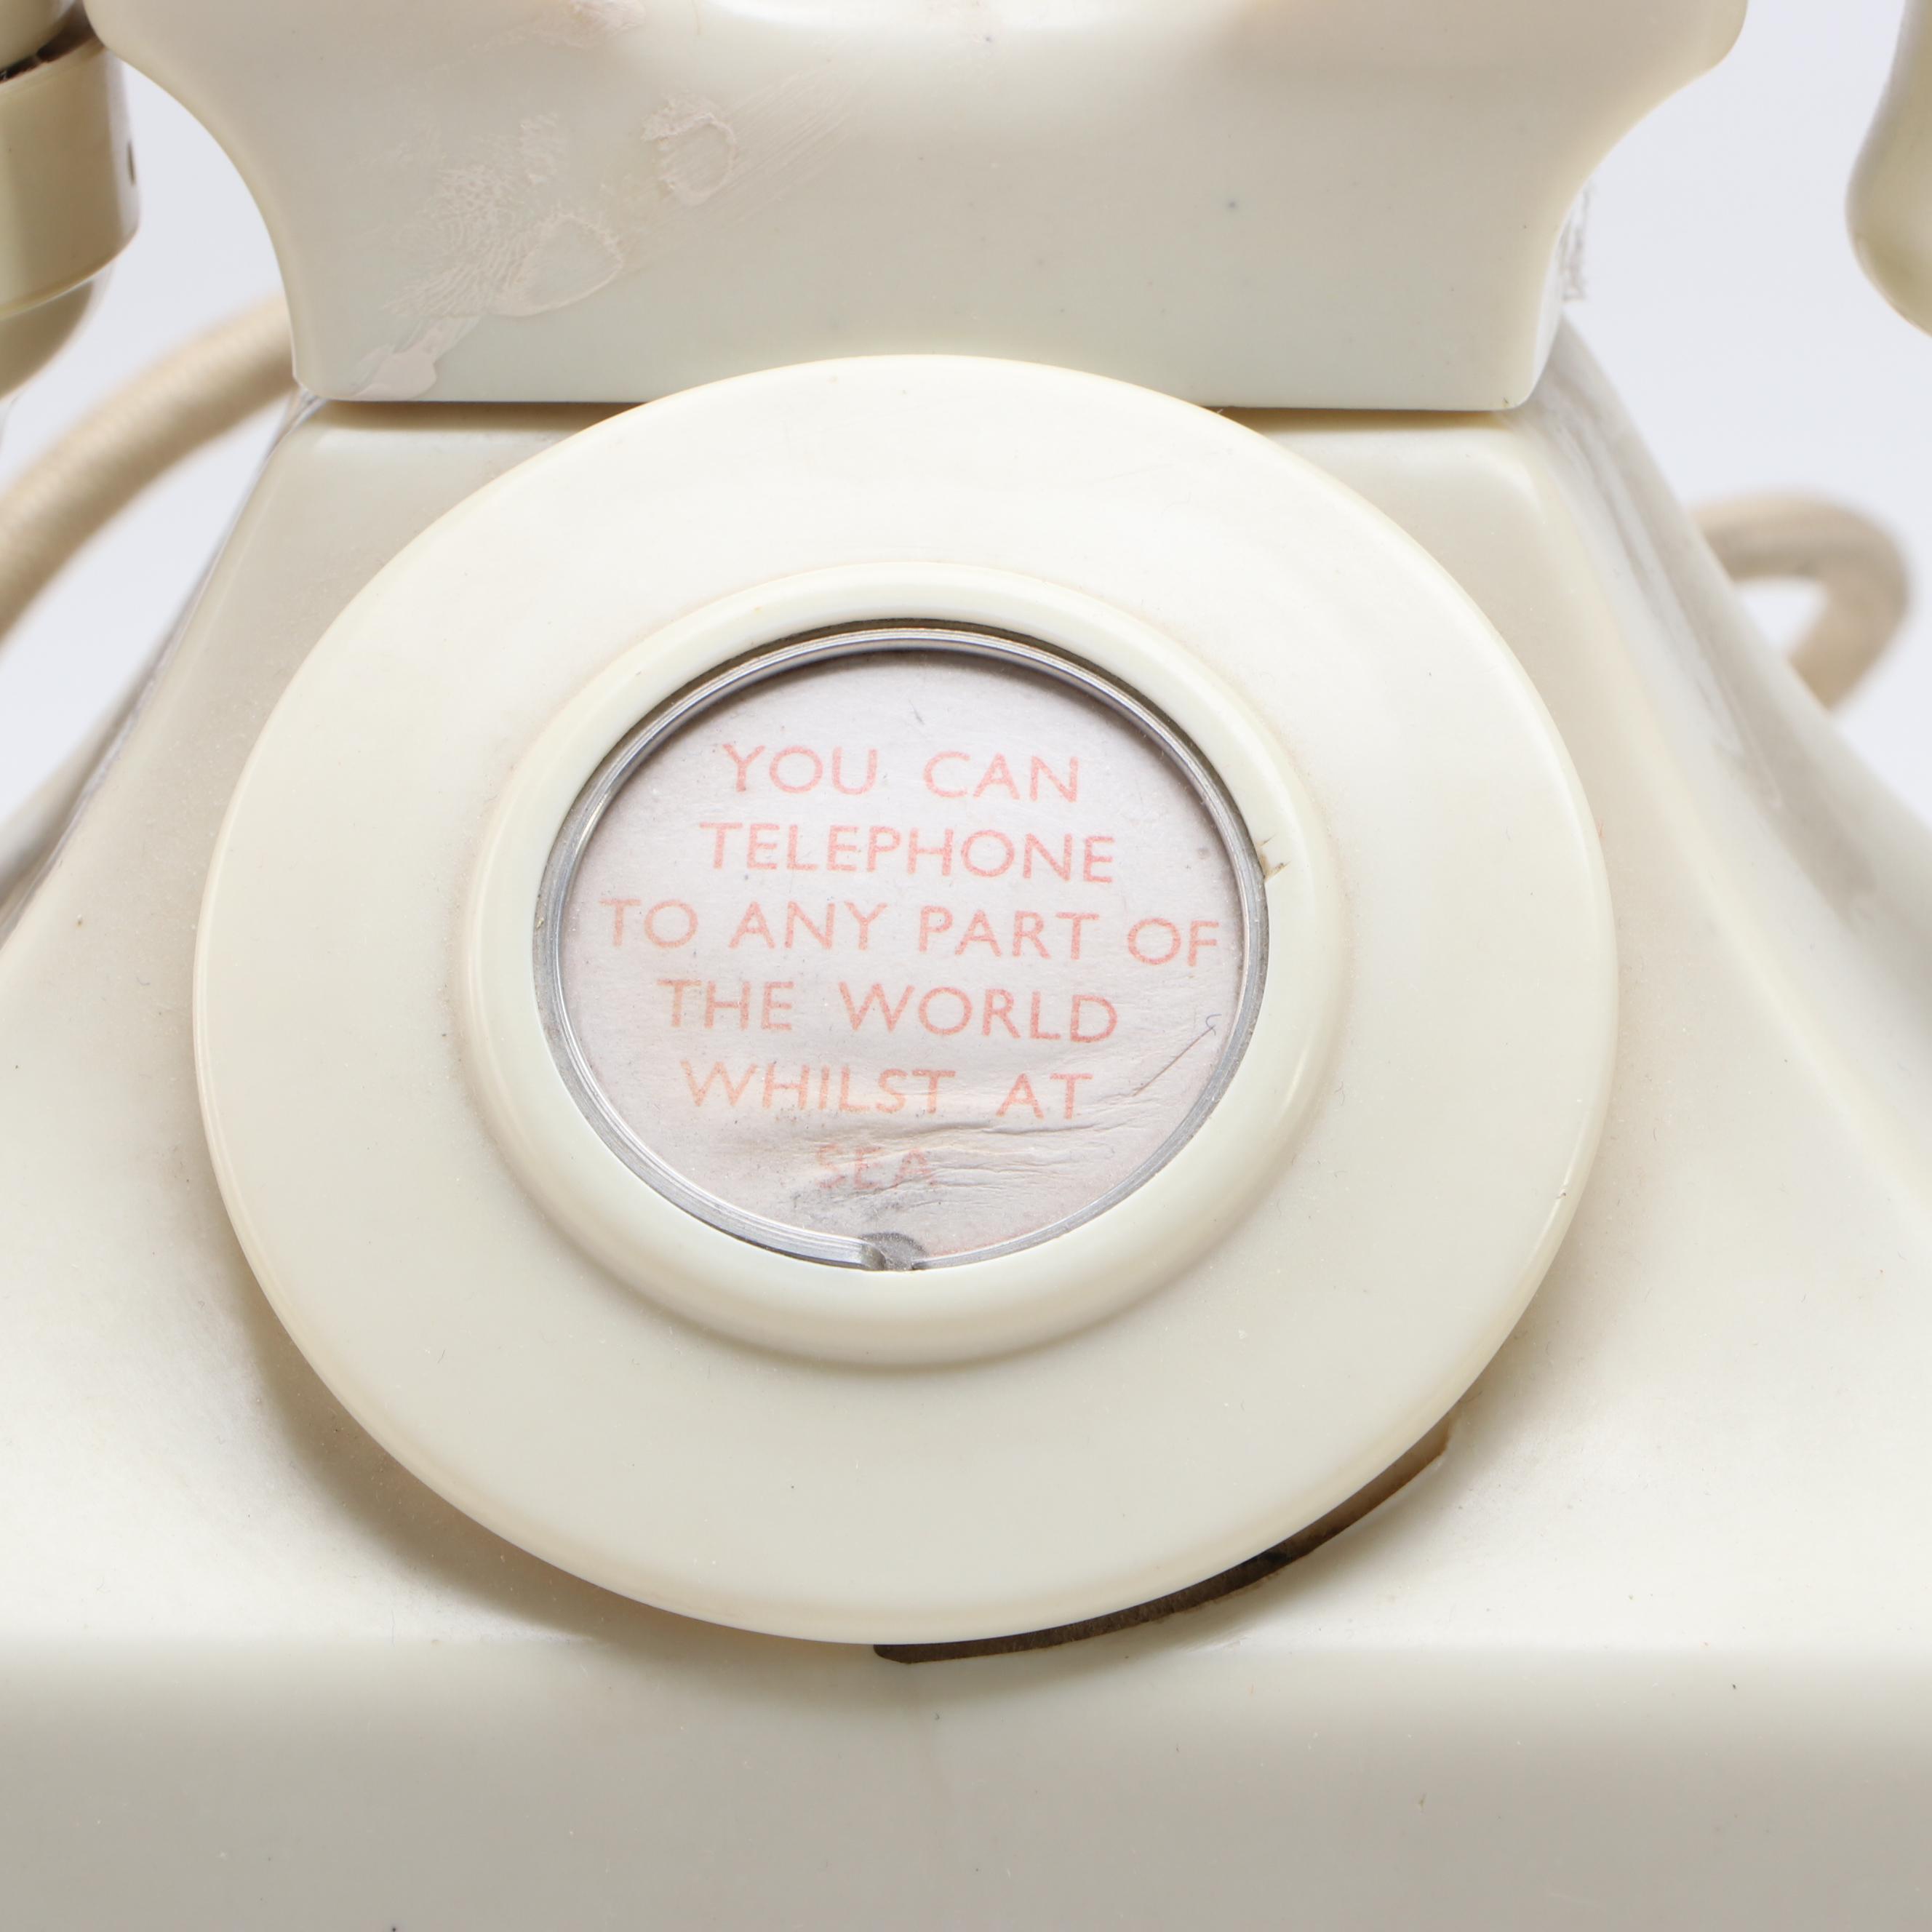 YOU CAN
TELEPHONE
TO ANY PART OF
THE WORLD
WHILST AT
SEA